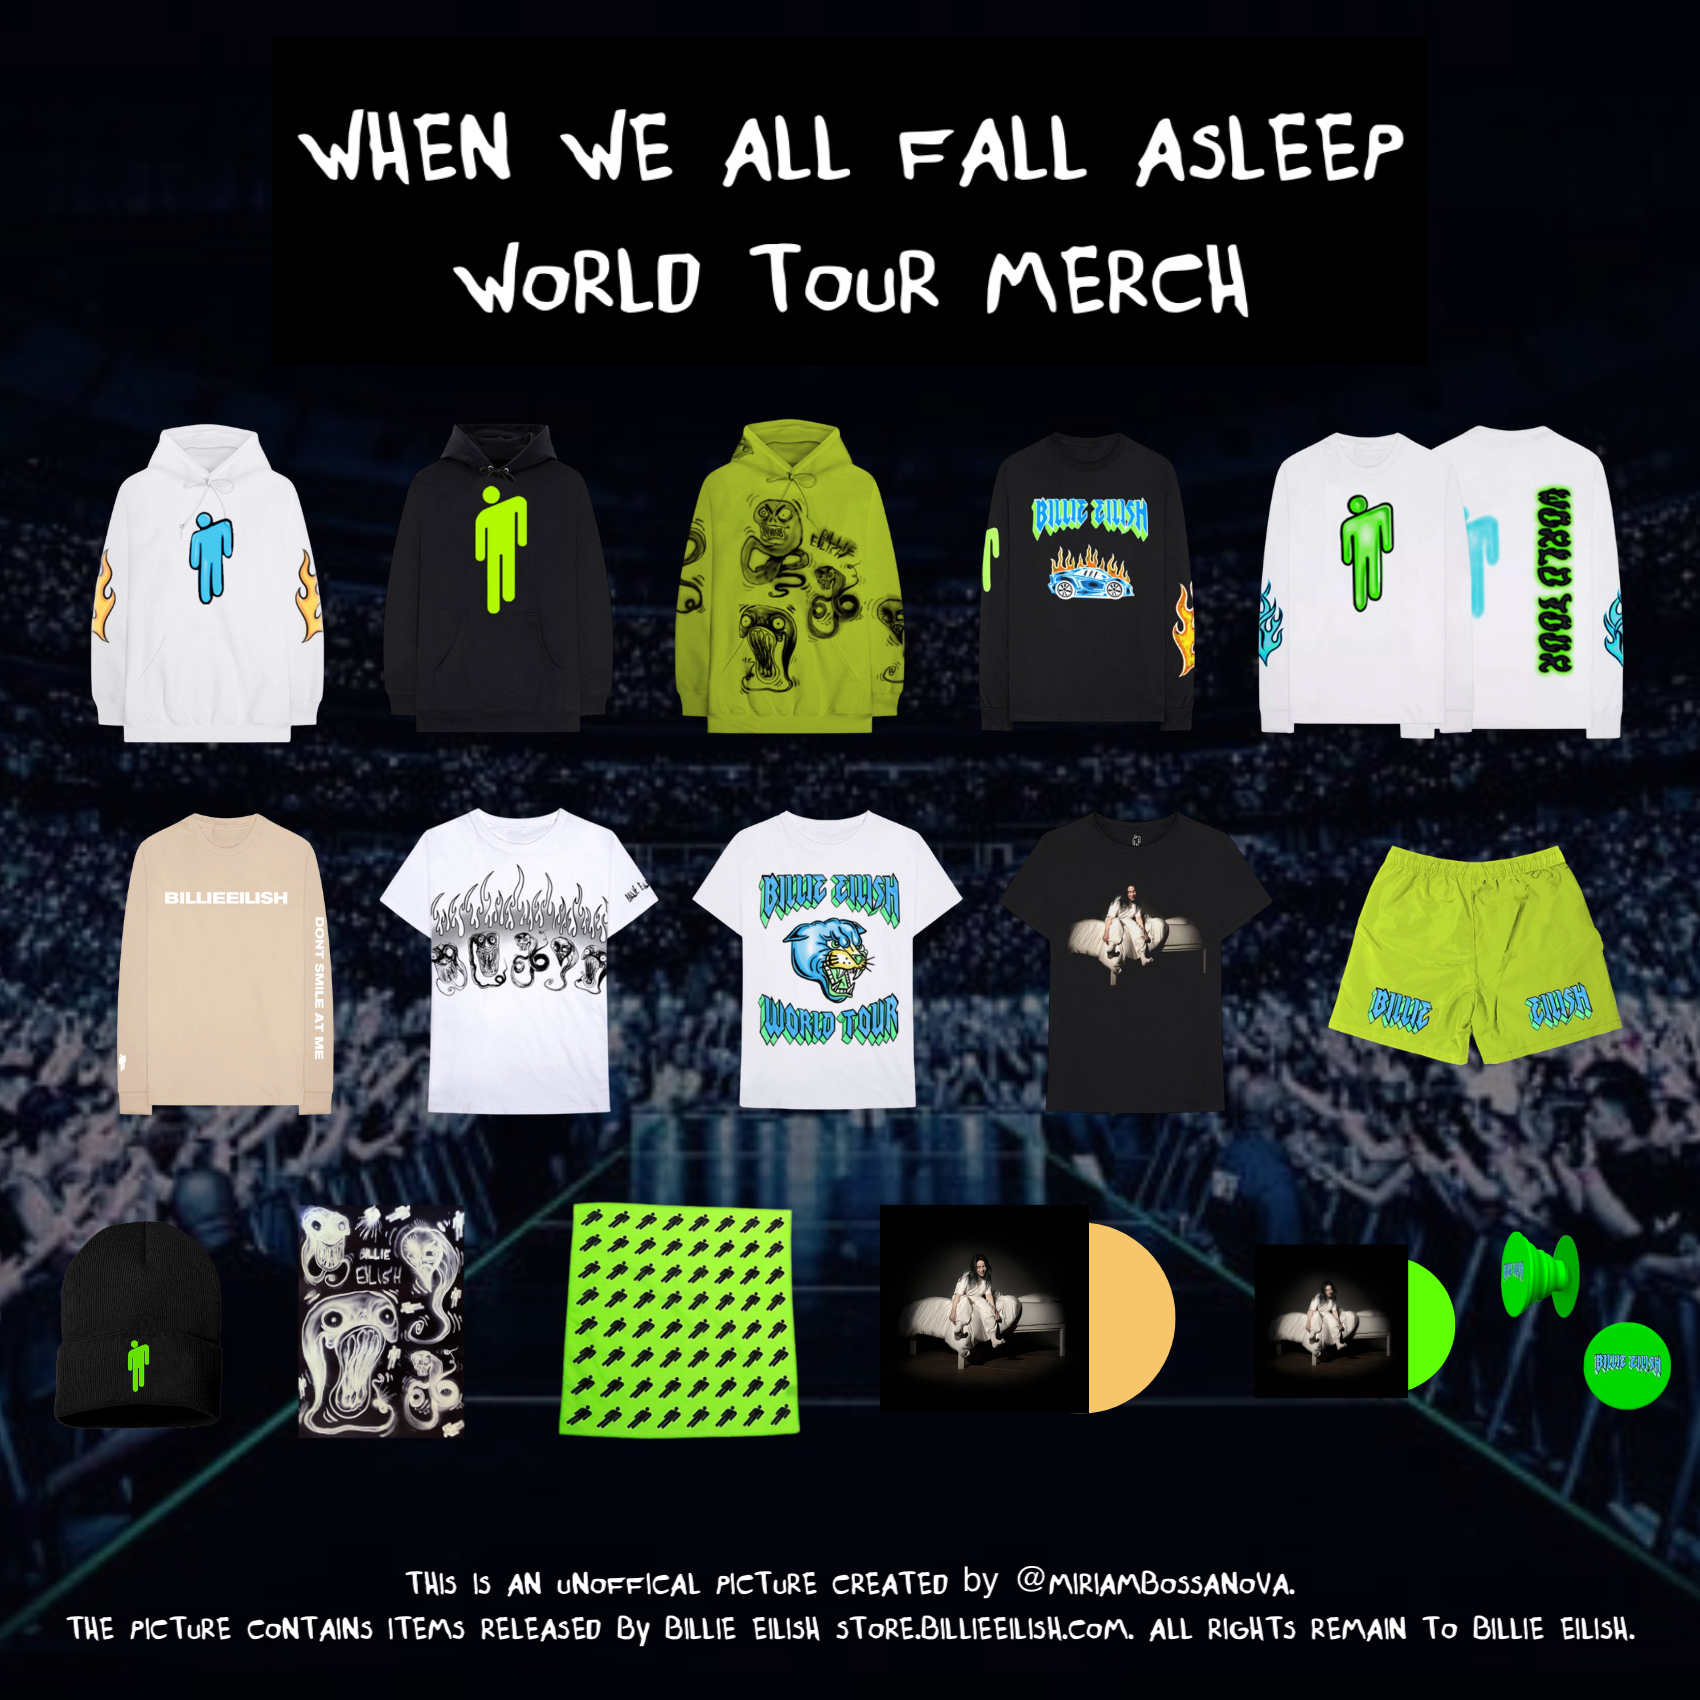 WHEN WE ALL FALL ASLEEP
WORLD TOUR MERCH
BILLIE
EILISH
BILLIE EILISH
WORLD TOUR
BILLIEEILISH
DONT SMILE AT ME
BILLIE EILISH
WORLD TOUR
BILLIE
EILISH
BILLIE
EILISH
BILLIE EILISH
THIS IS AN UNOFFICAL PICTURE CREATED by @MIRIAMBOSSANOVA.
THE PICTURE CONTAINS ITEMS RELEASED By BILLIE EILISH STORE.BILLIEEILISH.COM. ALL RIGHTS REMAIN TO BILLIE EILISH.